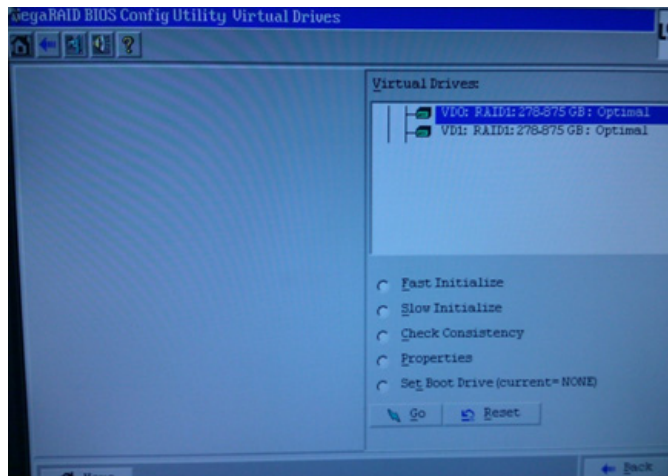 MegaRAID BIOS Config Utility Virtual Drives
Virtual Drives:
VD0: RAID1: 278.875 GB: Optimal
VD1: RAID1: 278.875 GB: Optimal
Fast Initialize
Slow Initialize
Check Consistency
Properties
Set Boot Drive (current= NONE)
Go
Reset
Back